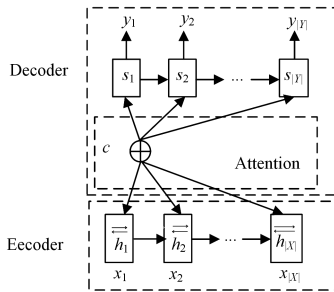 y₁ y₂ y|Y|
Decoder
s₁ s₂ ... s|Y|
c
Attention
Eecoder
h₁ h₂ ... h|X|
x₁ x₂ x|X|